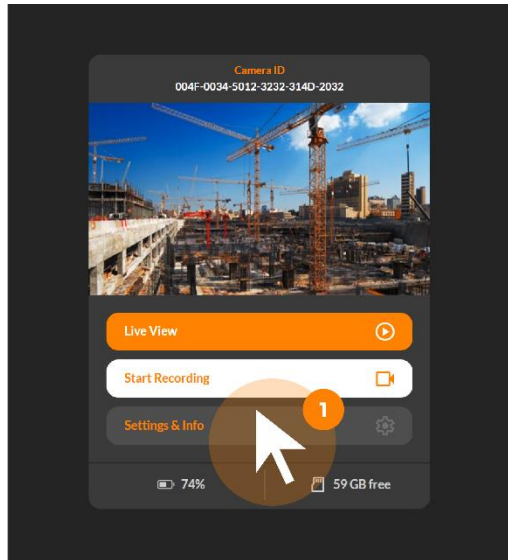 Camera ID
004F-0034-5012-3232-314D-2032
Live View
Start Recording
1
Settings & Info
74%
59 GB free